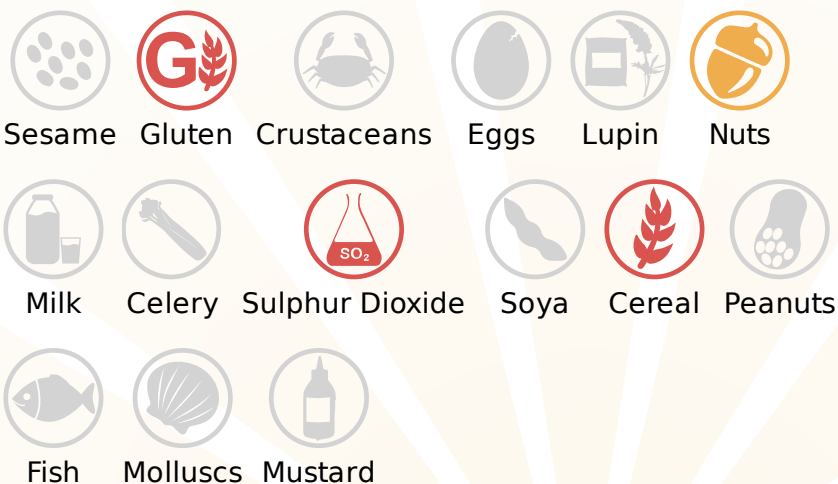 G
Sesame Gluten Crustaceans Eggs Lupin Nuts
SO₂
Milk Celery Sulphur Dioxide Soya Cereal Peanuts
Fish Molluscs Mustard